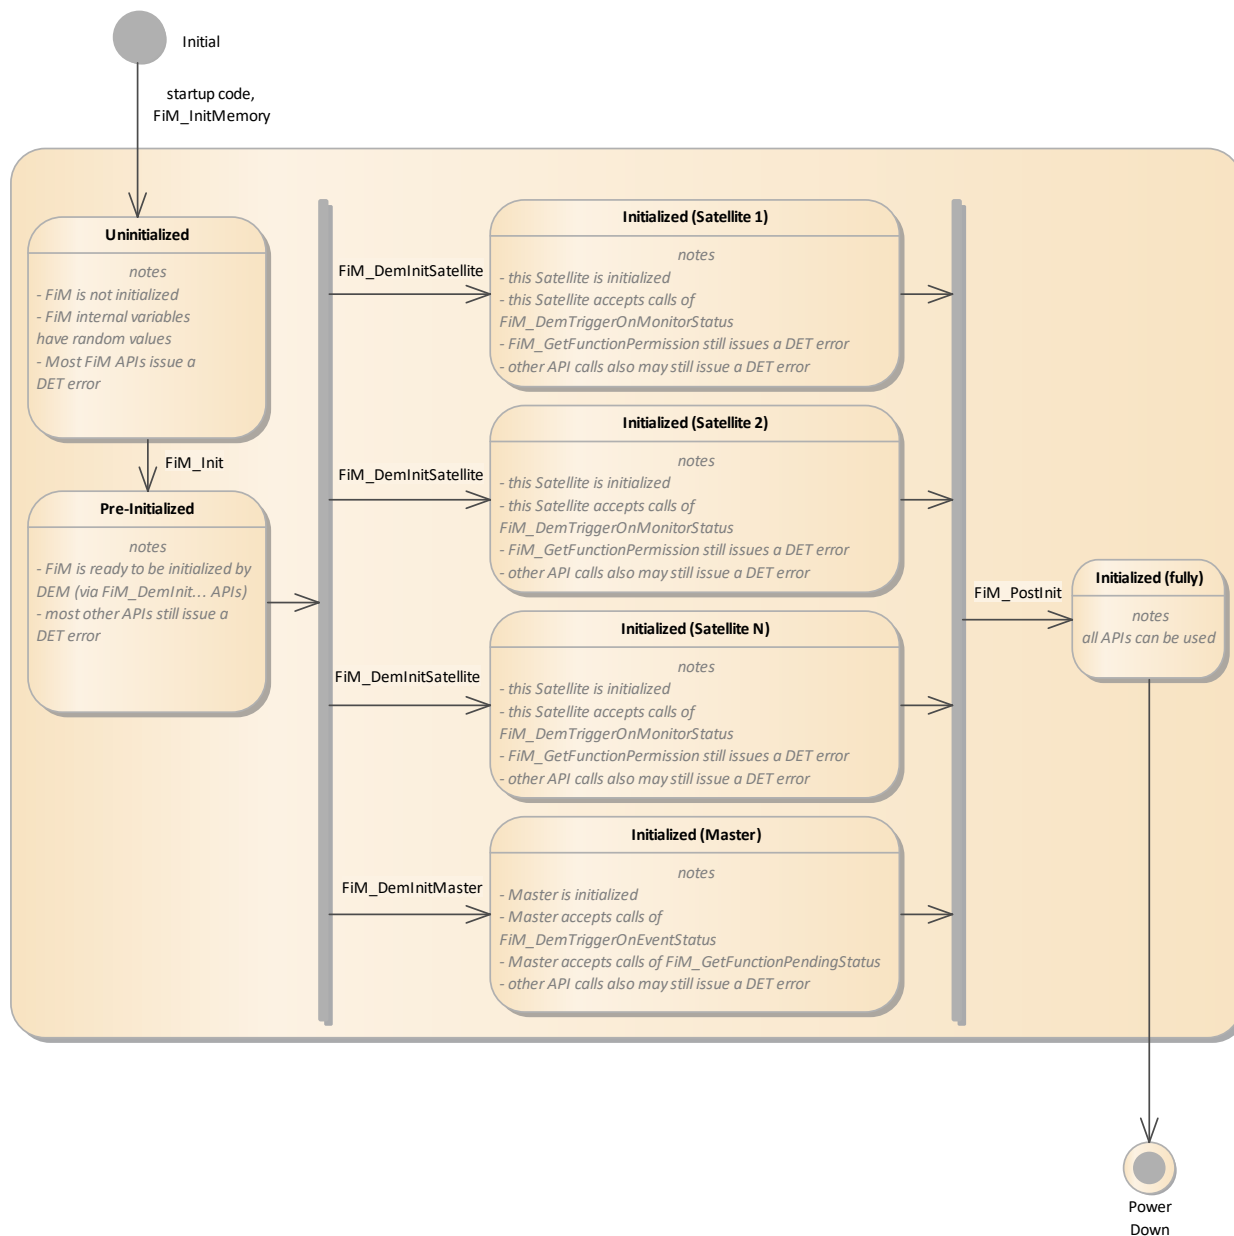 Initial
startup code,
FiM_InitMemory
Uninitialized
notes
- FiM is not initialized
- FiM internal variables
have random values
- Most FiM APIs issue a
DET error
FiM_Init
Pre-Initialized
notes
- FiM is ready to be initialized by
DEM (via FiM_DemInit... APIs)
- most other APIs still issue a
DET error
FiM_DemInitSatellite
Initialized (Satellite 1)
notes
- this Satellite is initialized
- this Satellite accepts calls of
FiM_DemTriggerOnMonitorStatus
- FiM_GetFunctionPermission still issues a DET error
- other API calls also may still issue a DET error
FiM_DemInitSatellite
Initialized (Satellite 2)
notes
- this Satellite is initialized
- this Satellite accepts calls of
FiM_DemTriggerOnMonitorStatus
- FiM_GetFunctionPermission still issues a DET error
- other API calls also may still issue a DET error
FiM_DemInitSatellite
Initialized (Satellite N)
notes
- this Satellite is initialized
- this Satellite accepts calls of
FiM_DemTriggerOnMonitorStatus
- FiM_GetFunctionPermission still issues a DET error
- other API calls also may still issue a DET error
FiM_DemInitMaster
Initialized (Master)
notes
- Master is initialized
- Master accepts calls of
FiM_DemTriggerOnEventStatus
- Master accepts calls of FiM_GetFunctionPendingStatus
- other API calls also may still issue a DET error
FiM_PostInit
Initialized (fully)
notes
all APIs can be used
Power
Down